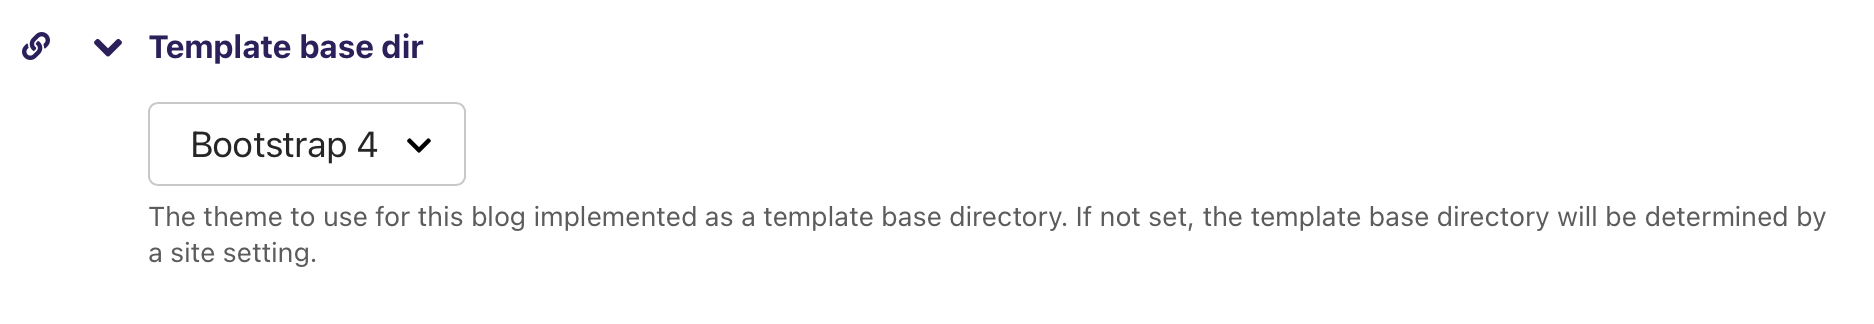 Template base dir
Bootstrap 4
The theme to use for this blog implemented as a template base directory. If not set, the template base directory will be determined by
a site setting.